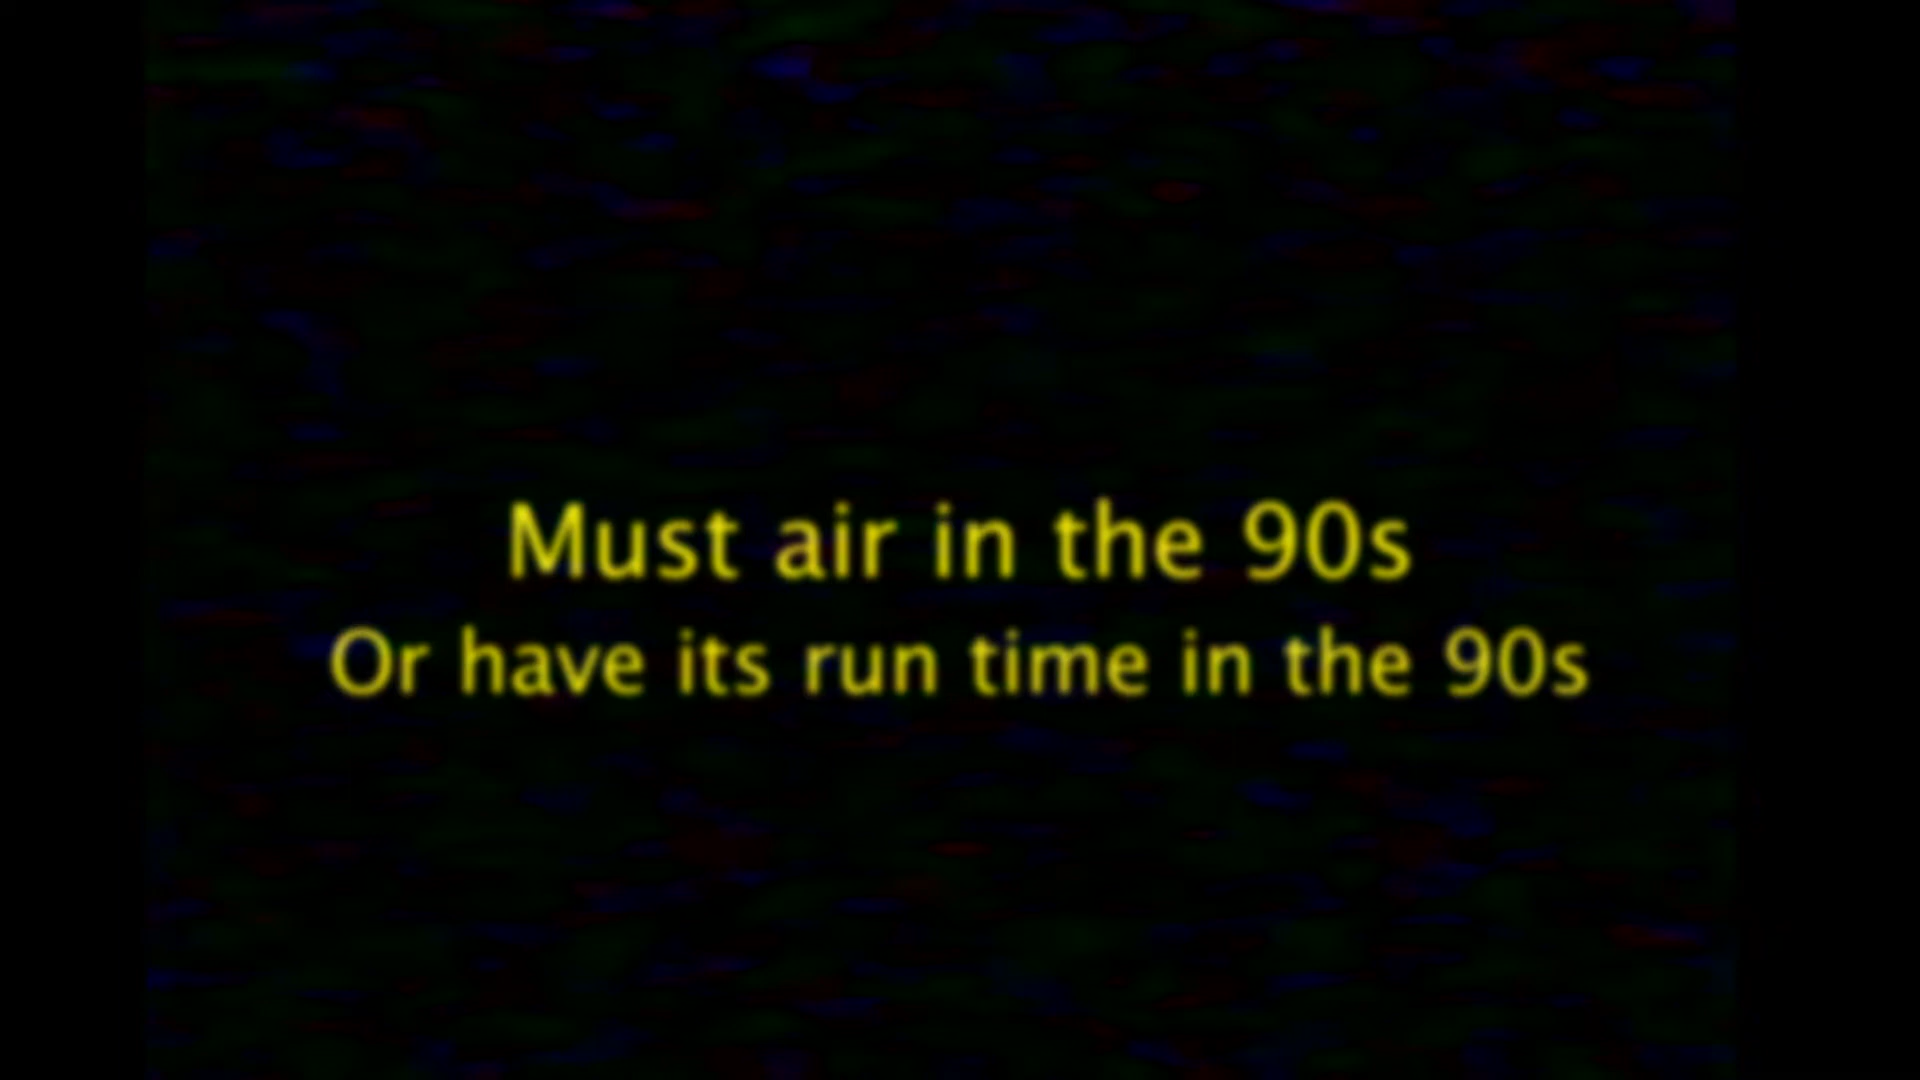 Must air in the 90s
Or have its run time in the 90s